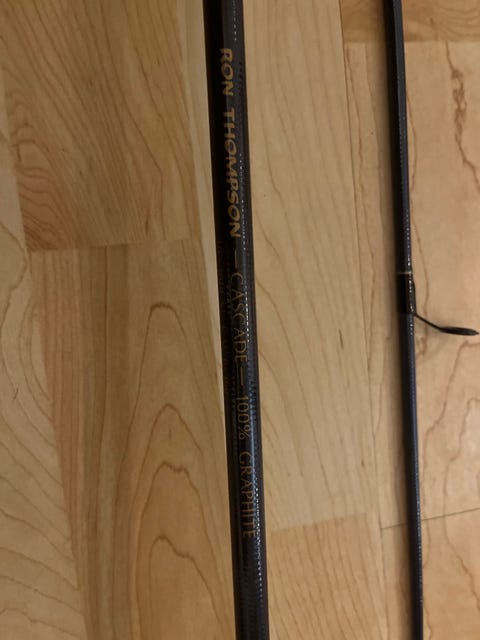 RON THOMPSON — CASCADE — 100% GRAPHITE